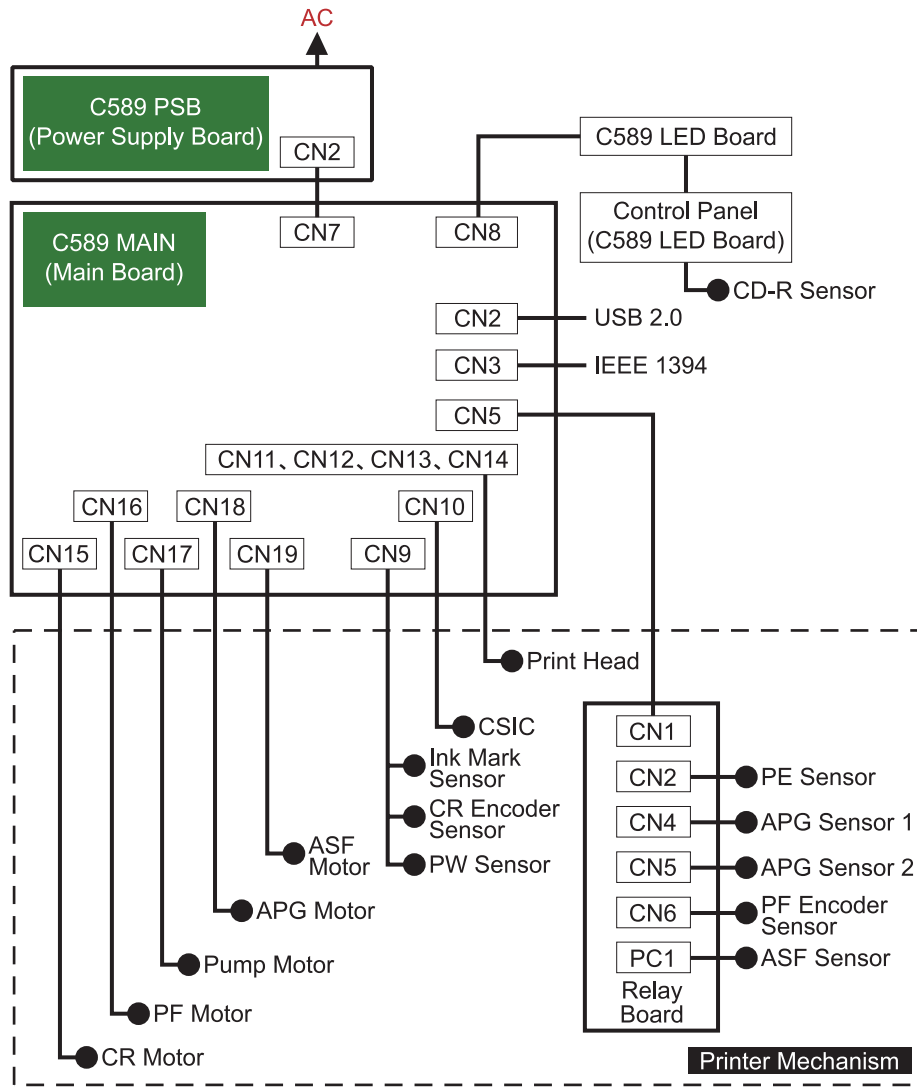 AC
C589 PSB
(Power Supply Board)
CN2
C589 LED Board
Control Panel
(C589 LED Board)
CD-R Sensor
C589 MAIN
(Main Board)
CN7
CN8
CN2
USB 2.0
CN3
IEEE 1394
CN5
CN11、CN12、CN13、CN14
CN16
CN18
CN10
CN15
CN17
CN19
CN9
Print Head
CSIC
Ink Mark
Sensor
CR Encoder
Sensor
PW Sensor
ASF
Motor
APG Motor
Pump Motor
PF Motor
CR Motor
CN1
CN2
PE Sensor
CN4
APG Sensor 1
CN5
APG Sensor 2
CN6
PF Encoder
Sensor
PC1
ASF Sensor
Relay
Board
Printer Mechanism